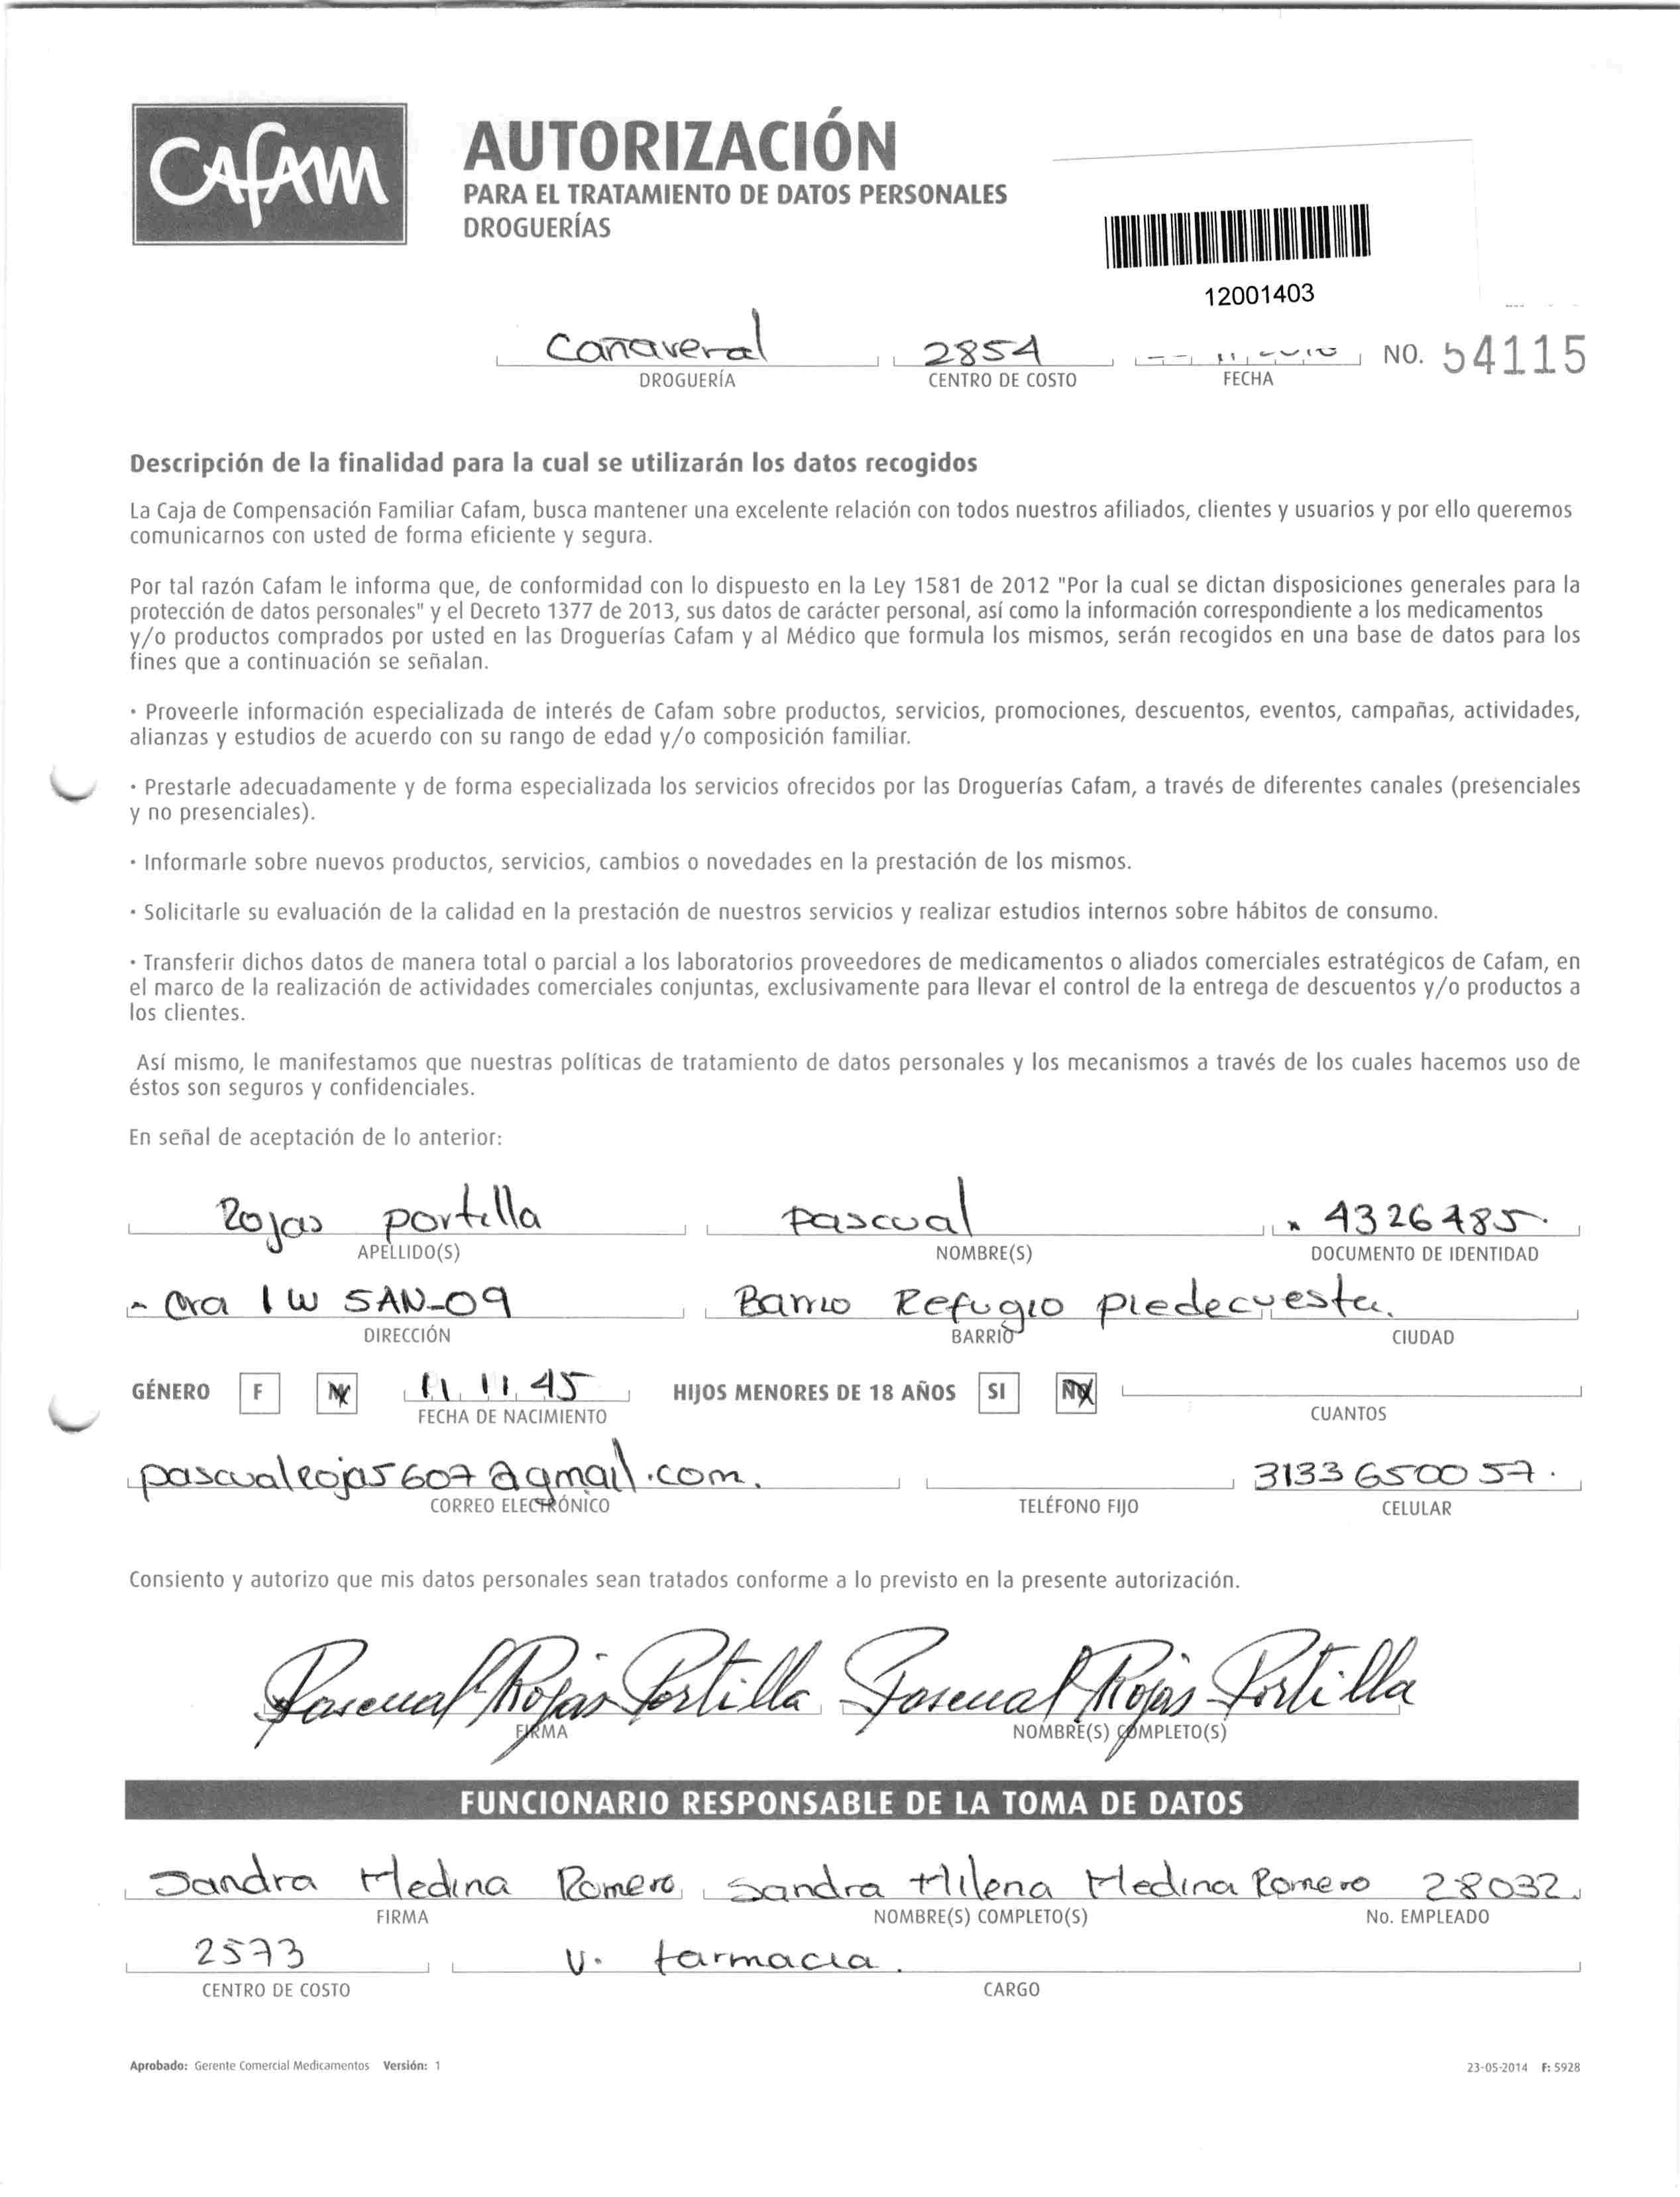 CAFAM
AUTORIZACIÓN
PARA EL TRATAMIENTO DE DATOS PERSONALES
DROGUERÍAS
12001403
Cañaveral 2854 NO. 54115
DROGUERÍA CENTRO DE COSTO FECHA
Descripción de la finalidad para la cual se utilizarán los datos recogidos
La Caja de Compensación Familiar Cafam, busca mantener una excelente relación con todos nuestros afiliados, clientes y usuarios y por ello queremos
comunicarnos con usted de forma eficiente y segura.
Por tal razón Cafam le informa que, de conformidad con lo dispuesto en la Ley 1581 de 2012 "Por la cual se dictan disposiciones generales para la
protección de datos personales" y el Decreto 1377 de 2013, sus datos de carácter personal, así como la información correspondiente a los medicamentos
y/o productos comprados por usted en las Droguerías Cafam y al Médico que formula los mismos, serán recogidos en una base de datos para los
fines que a continuación se señalan.
· Proveerle información especializada de interés de Cafam sobre productos, servicios, promociones, descuentos, eventos, campañas, actividades,
alianzas y estudios de acuerdo con su rango de edad y/o composición familiar.
· Prestarle adecuadamente y de forma especializada los servicios ofrecidos por las Droguerías Cafam, a través de diferentes canales (presenciales
y no presenciales).
· Informarle sobre nuevos productos, servicios, cambios o novedades en la prestación de los mismos.
· Solicitarle su evaluación de la calidad en la prestación de nuestros servicios y realizar estudios internos sobre hábitos de consumo.
· Transferir dichos datos de manera total o parcial a los laboratorios proveedores de medicamentos o aliados comerciales estratégicos de Cafam, en
el marco de la realización de actividades comerciales conjuntas, exclusivamente para llevar el control de la entrega de descuentos y/o productos a
los clientes.
Así mismo, le manifestamos que nuestras políticas de tratamiento de datos personales y los mecanismos a través de los cuales hacemos uso de
éstos son seguros y confidenciales.
En señal de aceptación de lo anterior:
Rojas portilla pascual 4326485.
APELLIDO(S) NOMBRE(S) DOCUMENTO DE IDENTIDAD
Cra 1 W 5AN-09 Barrio Refugio piedecuesta.
DIRECCIÓN BARRIO CIUDAD
GÉNERO F M 11 11 45 HIJOS MENORES DE 18 AÑOS SI NO
FECHA DE NACIMIENTO CUANTOS
pascualrojas607@gmail.com. 3133650057.
CORREO ELECTRÓNICO TELÉFONO FIJO CELULAR
Consiento y autorizo que mis datos personales sean tratados conforme a lo previsto en la presente autorización.
Pascual Rojas Portilla Pascual Rojas Portilla
FIRMA NOMBRE(S) COMPLETO(S)
FUNCIONARIO RESPONSABLE DE LA TOMA DE DATOS
Sandra Medina Romero Sandra Milena Medina Romero 28032
FIRMA NOMBRE(S) COMPLETO(S) No. EMPLEADO
2573 V. farmacia.
CENTRO DE COSTO CARGO
Aprobado: Gerente Comercial Medicamentos Versión: 1 23-05-2014 F: 5928